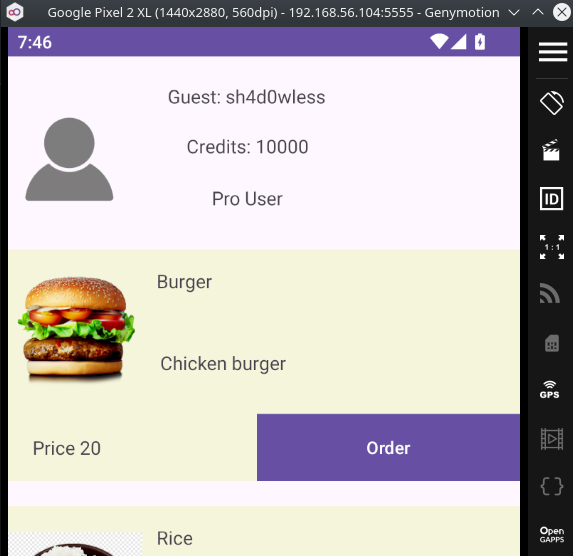 Google Pixel 2 XL (1440x2880, 560dpi) - 192.168.56.104:5555 - Genymotion
7:46
Guest: sh4d0wless
Credits: 10000
Pro User
ID
1:1
Burger
Chicken burger
GPS
Price 20
Order
Rice
Open
GAPPS